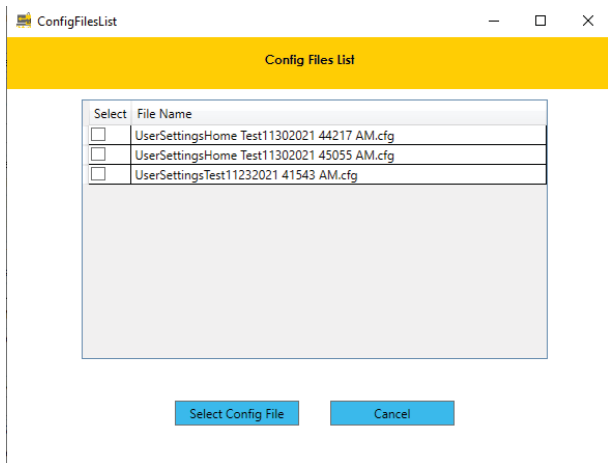 ConfigFilesList
Config Files List
Select File Name
UserSettingsHome Test11302021 44217 AM.cfg
UserSettingsHome Test11302021 45055 AM.cfg
UserSettingsTest11232021 41543 AM.cfg
Select Config File Cancel